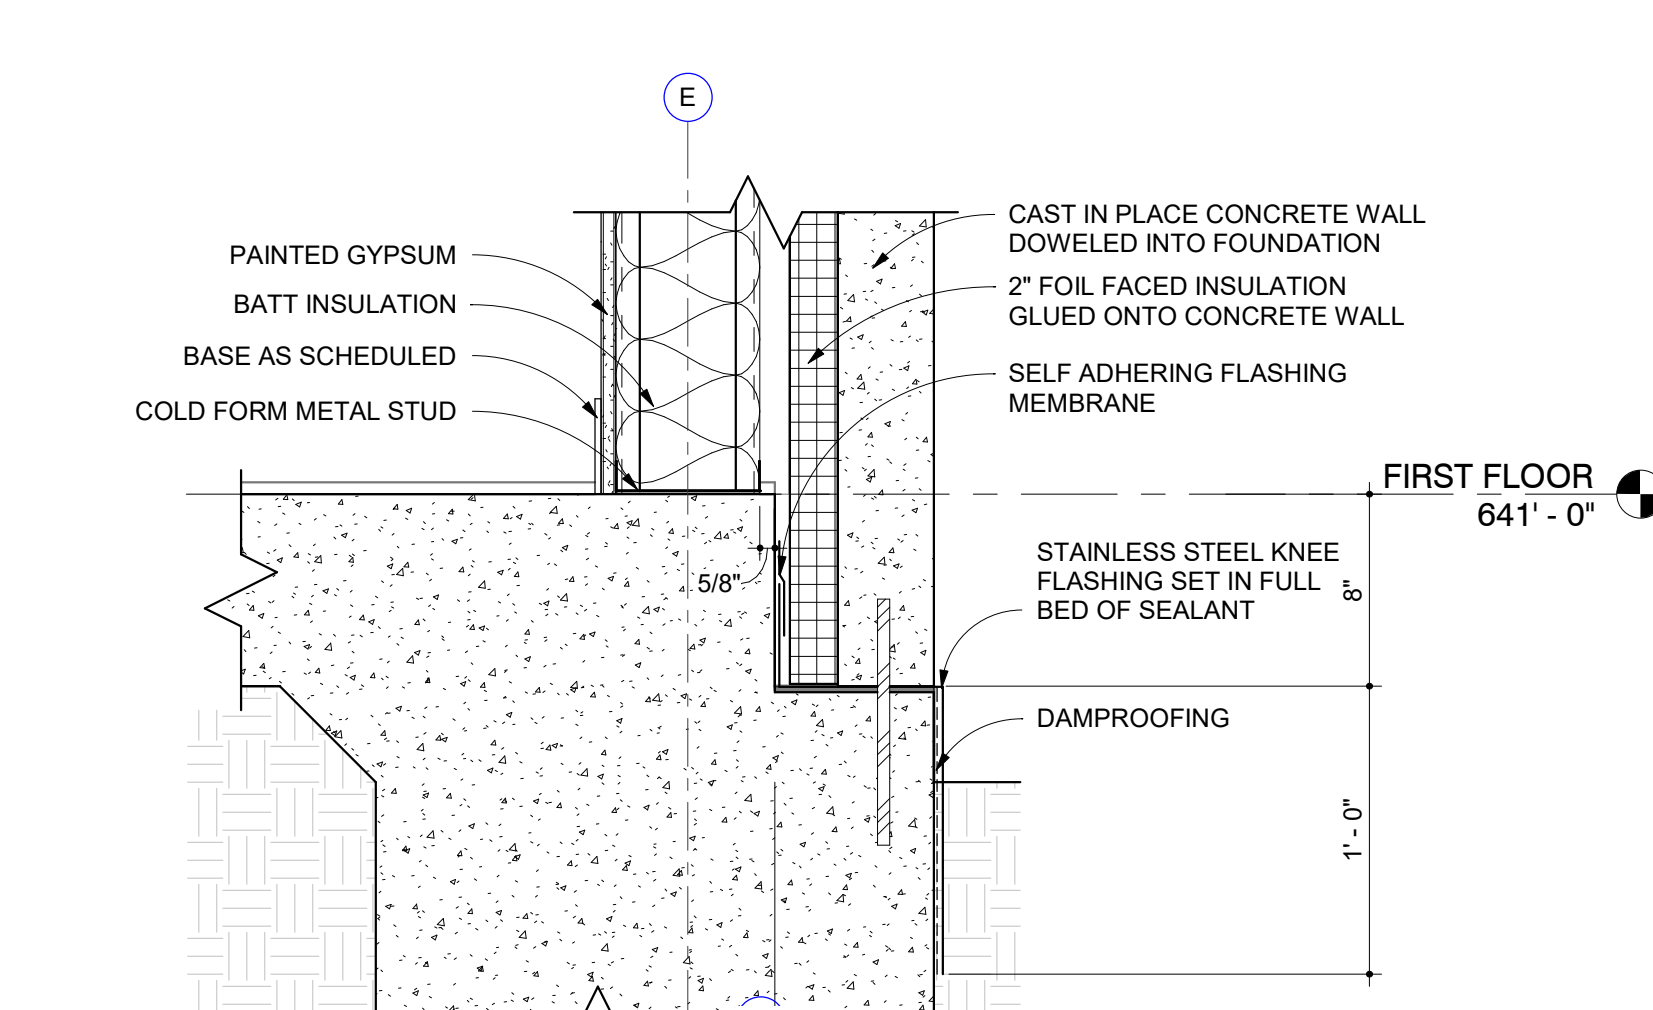 E
PAINTED GYPSUM
BATT INSULATION
BASE AS SCHEDULED
COLD FORM METAL STUD
CAST IN PLACE CONCRETE WALL
DOWELED INTO FOUNDATION
2" FOIL FACED INSULATION
GLUED ONTO CONCRETE WALL
SELF ADHERING FLASHING
MEMBRANE
FIRST FLOOR
641' - 0"
5/8"
STAINLESS STEEL KNEE
FLASHING SET IN FULL
BED OF SEALANT
8"
DAMPROOFING
1' - 0"